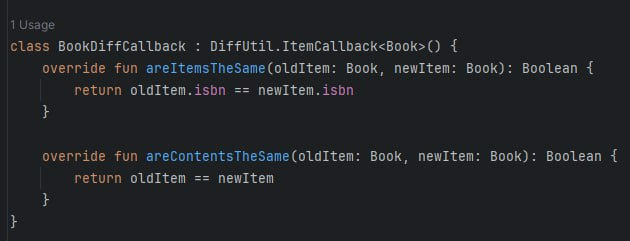 1 Usage
class BookDiffCallback : DiffUtil.ItemCallback<Book>() {
    override fun areItemsTheSame(oldItem: Book, newItem: Book): Boolean {
        return oldItem.isbn == newItem.isbn
    }

    override fun areContentsTheSame(oldItem: Book, newItem: Book): Boolean {
        return oldItem == newItem
    }
}